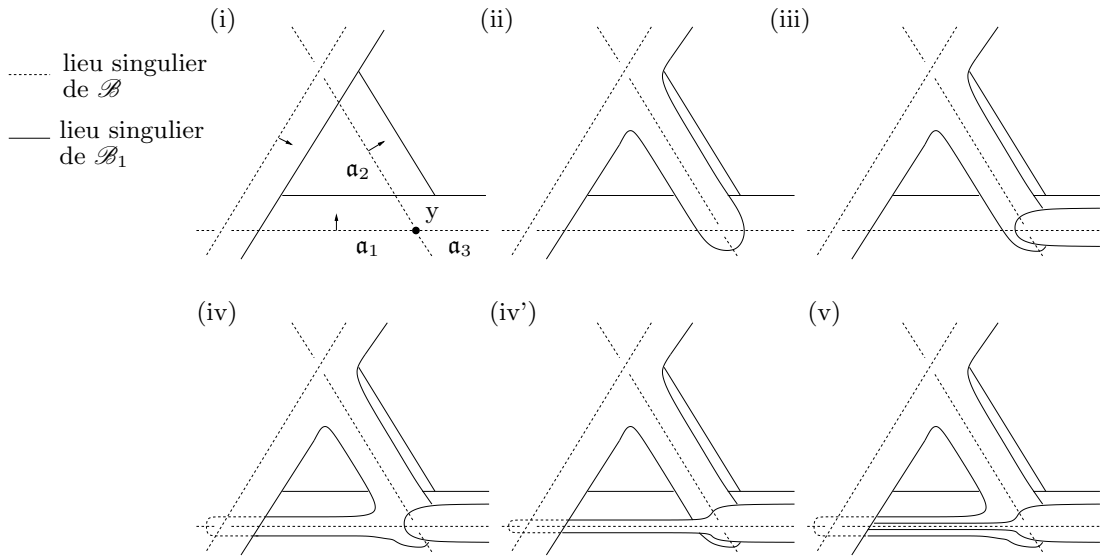 (i)
(ii)
(iii)
lieu singulier
de ℬ
lieu singulier
de ℬ₁
𝔞₂
y
𝔞₁
𝔞₃
(iv)
(iv')
(v)